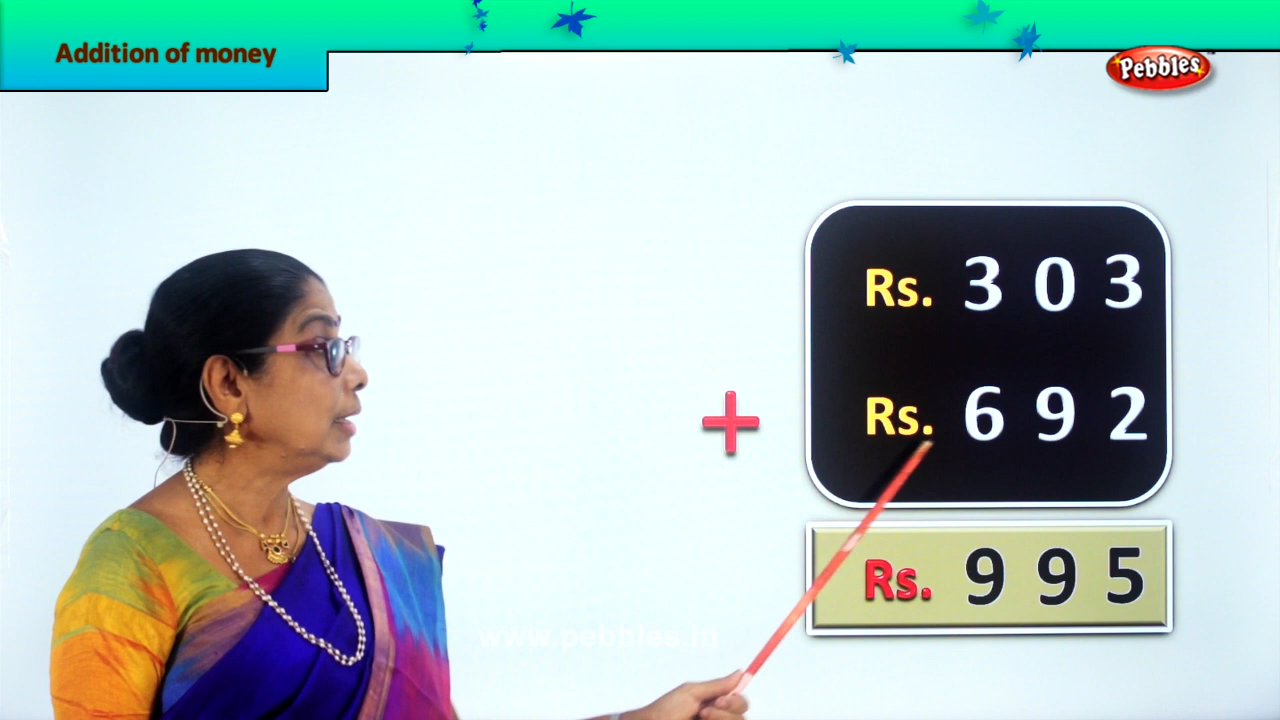 Addition of money
Pebbles
Rs. 3 0 3
+ Rs. 6 9 2
Rs. 9 9 5
www.pebbles.in